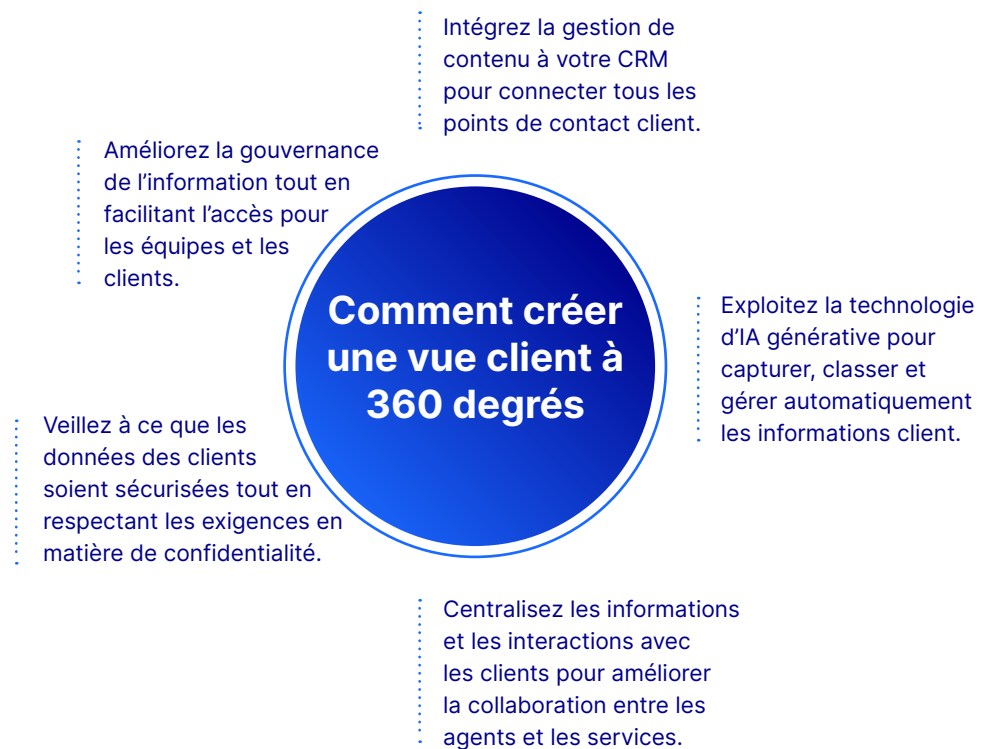 Intégrez la gestion de
contenu à votre CRM
pour connecter tous les
points de contact client.
Améliorez la gouvernance
de l’information tout en
facilitant l’accès pour
les équipes et les
clients.
Comment créer
une vue client à
360 degrés
Exploitez la technologie
d’IA générative pour
capturer, classer et
gérer automatiquement
les informations client.
Veillez à ce que les
données des clients
soient sécurisées tout en
respectant les exigences en
matière de confidentialité.
Centralisez les informations
et les interactions avec
les clients pour améliorer
la collaboration entre les
agents et les services.